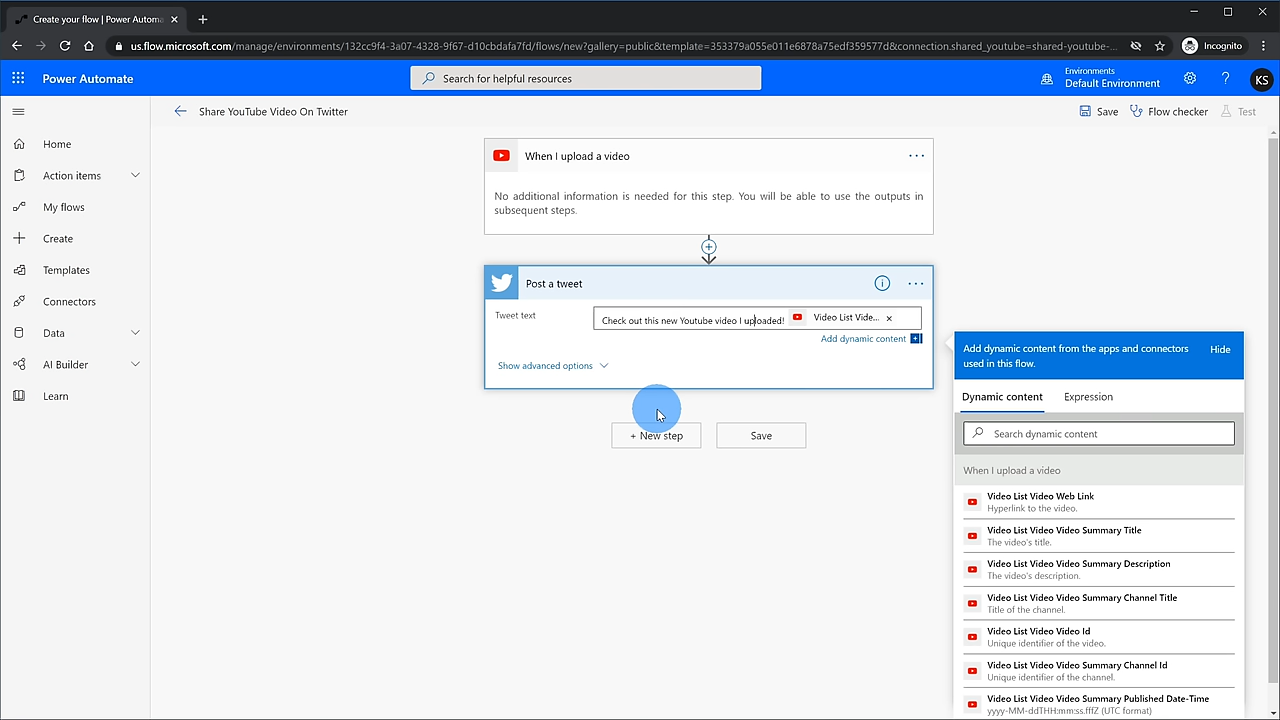 Create your flow | Power Autom
us.flow.microsoft.com/manage/environments/132cc9f4-3a07-4328-9f67-d10cbdafa7fd/flows/new?gallery=public&template=353379a055e011e6878a75edf359577d&connection.shared_youtube=shared-youtube-...
Incognito
Power Automate
Search for helpful resources
Environments
Default Environment
?
KS
Share YouTube Video On Twitter
Save
Flow checker
Test
Home
Action items
My flows
Create
Templates
Connectors
Data
AI Builder
Learn
When I upload a video
No additional information is needed for this step. You will be able to use the outputs in
subsequent steps.
Post a tweet
Tweet text
Check out this new Youtube video I uploaded!
Video List Vide...
Add dynamic content
Show advanced options
+ New step
Save
Add dynamic content from the apps and connectors
used in this flow.
Hide
Dynamic content
Expression
Search dynamic content
When I upload a video
Video List Video Web Link
Hyperlink to the video.
Video List Video Video Summary Title
The video's title.
Video List Video Video Summary Description
The video's description.
Video List Video Video Summary Channel Title
Title of the channel.
Video List Video Video Id
Unique identifier of the video.
Video List Video Video Summary Channel Id
Unique identifier of the channel.
Video List Video Video Summary Published Date-Time
yyyy-MM-ddTHH:mm:ss.fffZ (UTC format)